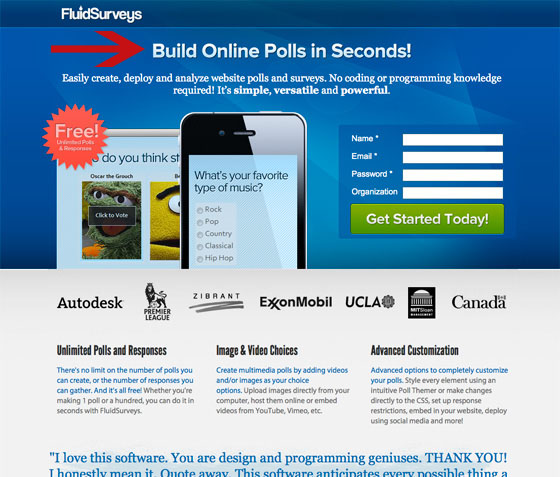 FluidSurveys
Build Online Polls in Seconds!
Easily create, deploy and analyze website polls and surveys. No coding or programming knowledge
required! It's simple, versatile and powerful.
Free!
Unlimited Polls
& Responses
do you think st
Oscar the Grouch
B
Click to Vote
What's your favorite
type of music?
Rock
Pop
Country
Classical
Hip Hop
Name *
Email *
Password *
Organization
Get Started Today!
Autodesk
PREMIER
LEAGUE
ZIBRANT
ExxonMobil
UCLA
MITSloan
MANAGEMENT
Canada
Unlimited Polls and Responses
There's no limit on the number of polls you
can create, or the number of responses you
can gather. And it's all free! Whether you're
making 1 poll or a hundred, you can do it in
seconds with FluidSurveys.
Image & Video Choices
Create multimedia polls by adding videos
and/or images as your choice
options. Upload images directly from your
computer, host them online or embed
videos from YouTube, Vimeo, etc.
Advanced Customization
Advanced options to completely customize
your polls. Style every element using an
intuitive Poll Themer or make changes
directly to the CSS, set up response
restrictions, embed in your website, deploy
using social media and more!
"I love this software. You are design and programming geniuses. THANK YOU!
I honestly mean it. Quote away. This software anticipates every possible thing a